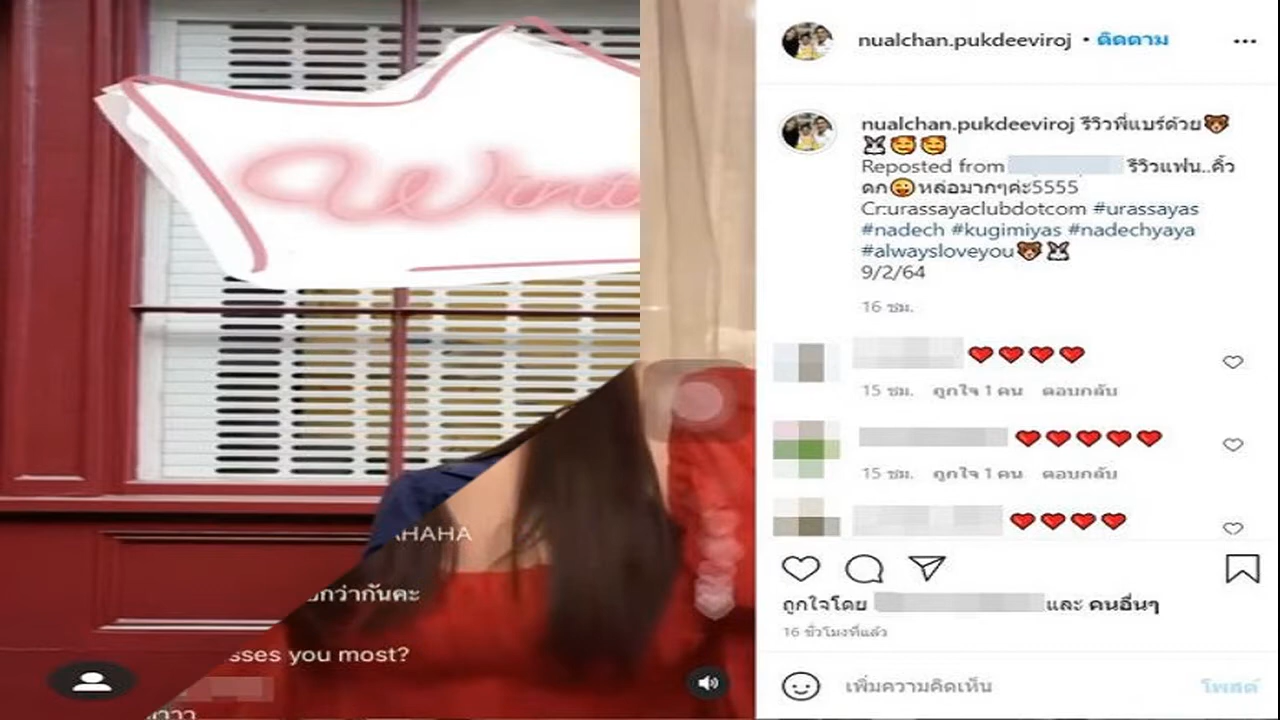 nualchan.pukdeeviroj • ติดตาม
nualchan.pukdeeviroj รีวิวพี่แบร์ด้วย🐻
🐰🥰🥰
Reposted from รีวิวแฟน..คิ้ว
ดก😜หล่อมากๆค่ะ5555
Cr:urassayaclubdotcom #urassayas
#nadech #kugimiyas #nadechyaya
#alwaysloveyou🐻🐰
9/2/64
16 ชม.
❤️❤️❤️❤️
15 ชม. ถูกใจ 1 คน ตอบกลับ
❤️❤️❤️❤️❤️
15 ชม. ถูกใจ 1 คน ตอบกลับ
❤️❤️❤️❤️
ถูกใจโดย และ คนอื่นๆ
16 ชั่วโมงที่แล้ว
เพิ่มความคิดเห็น โพสต์
AHAHA
กว่ากันคะ
sses you most?